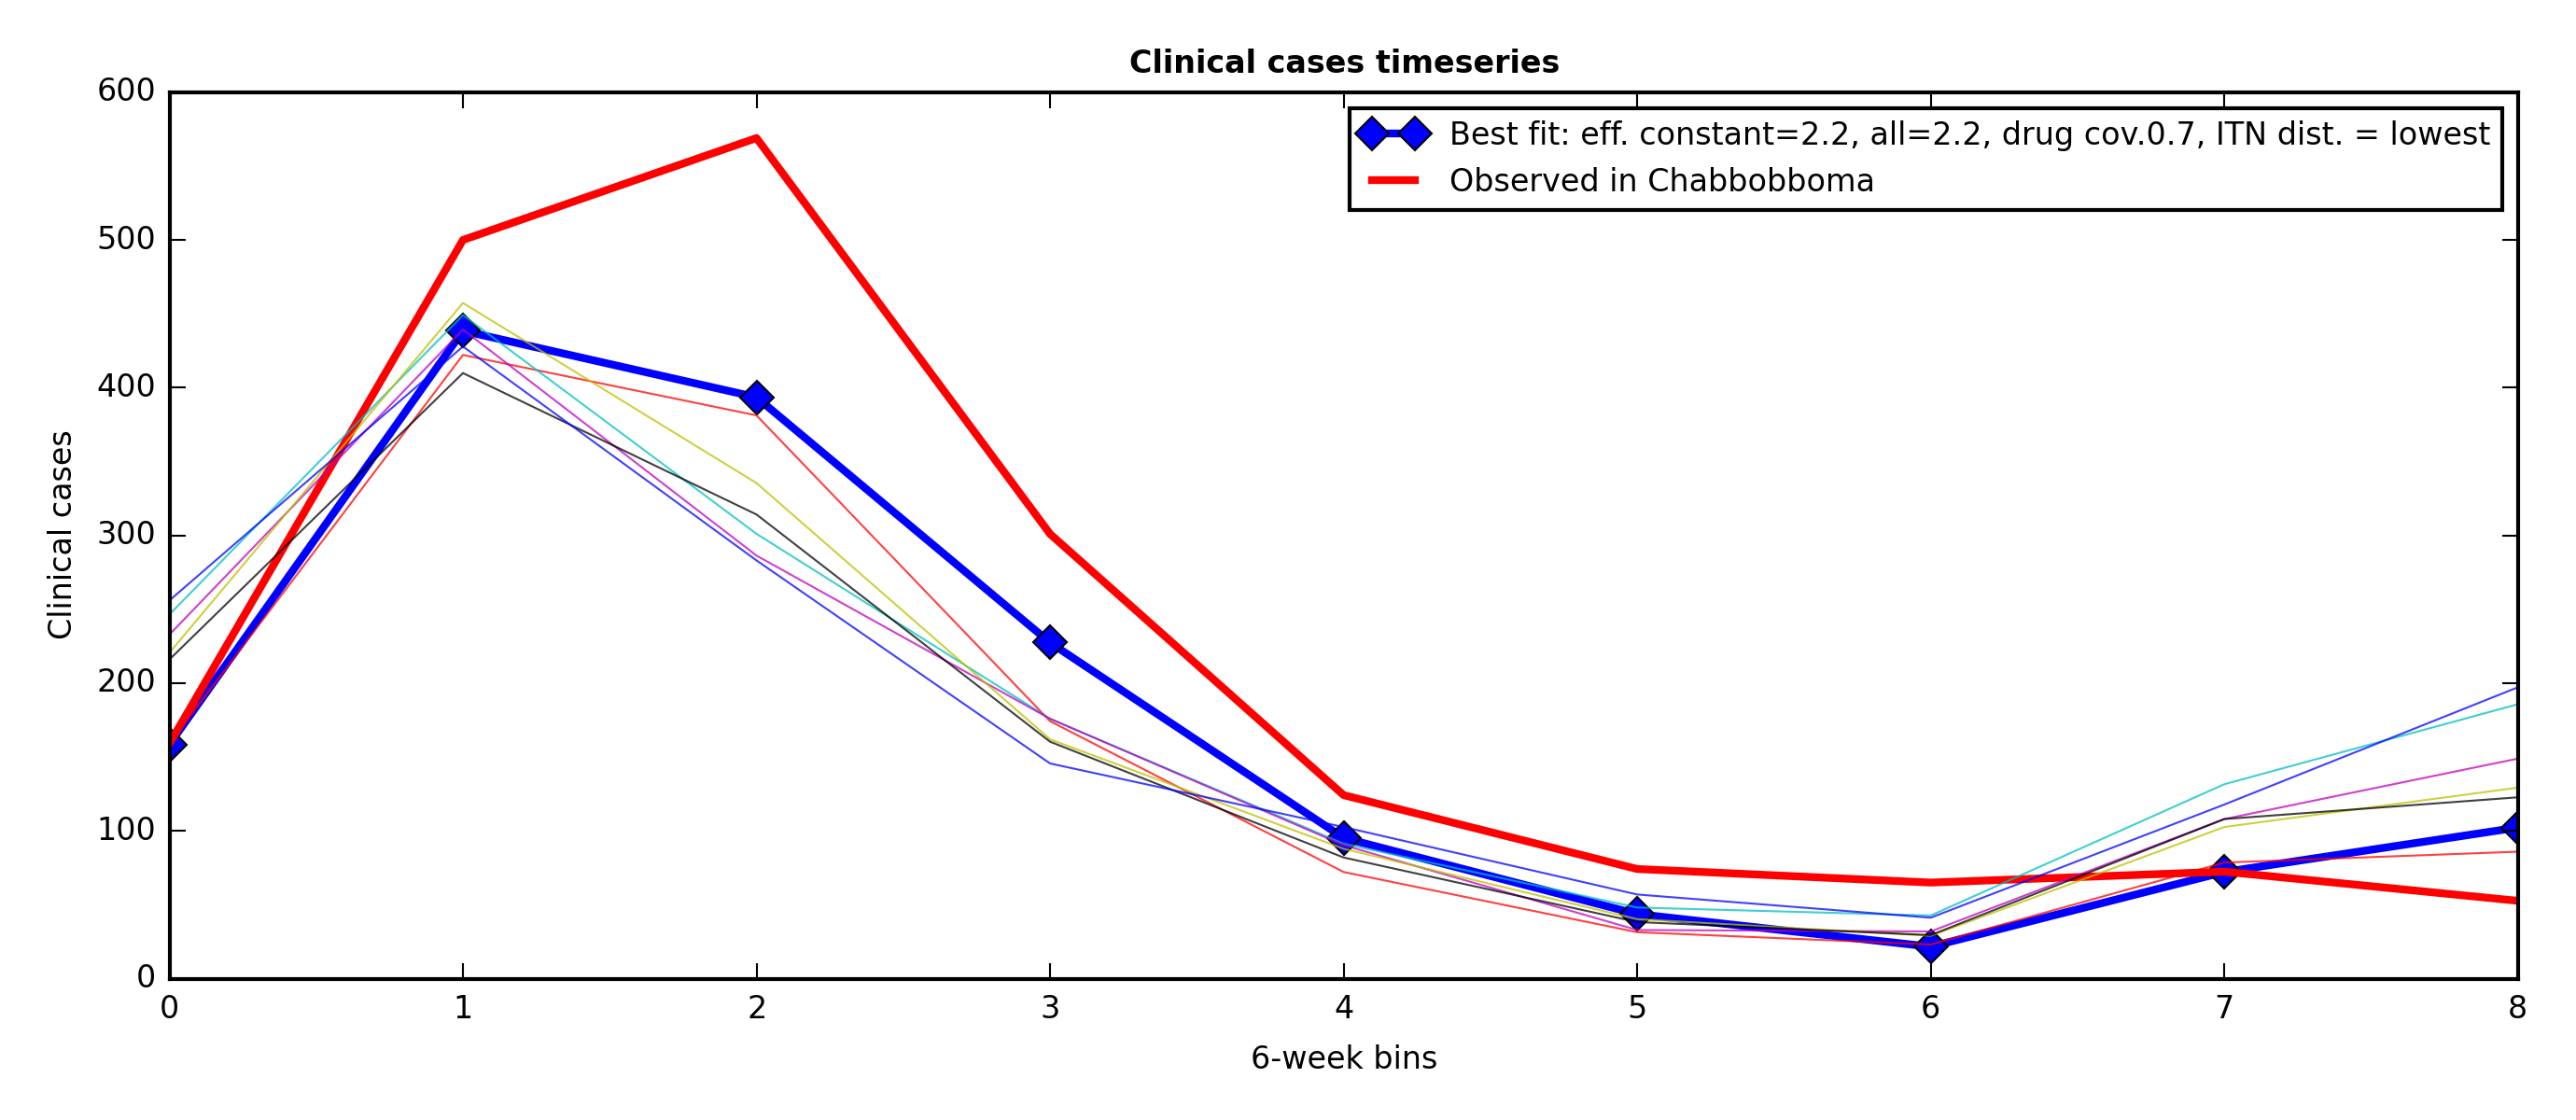 Clinical cases timeseries
600
500
400
300
200
100
0
Clinical cases
Best fit: eff. constant=2.2, all=2.2, drug cov.0.7, ITN dist. = lowest
Observed in Chabbobboma
0 1 2 3 4 5 6 7 8
6-week bins